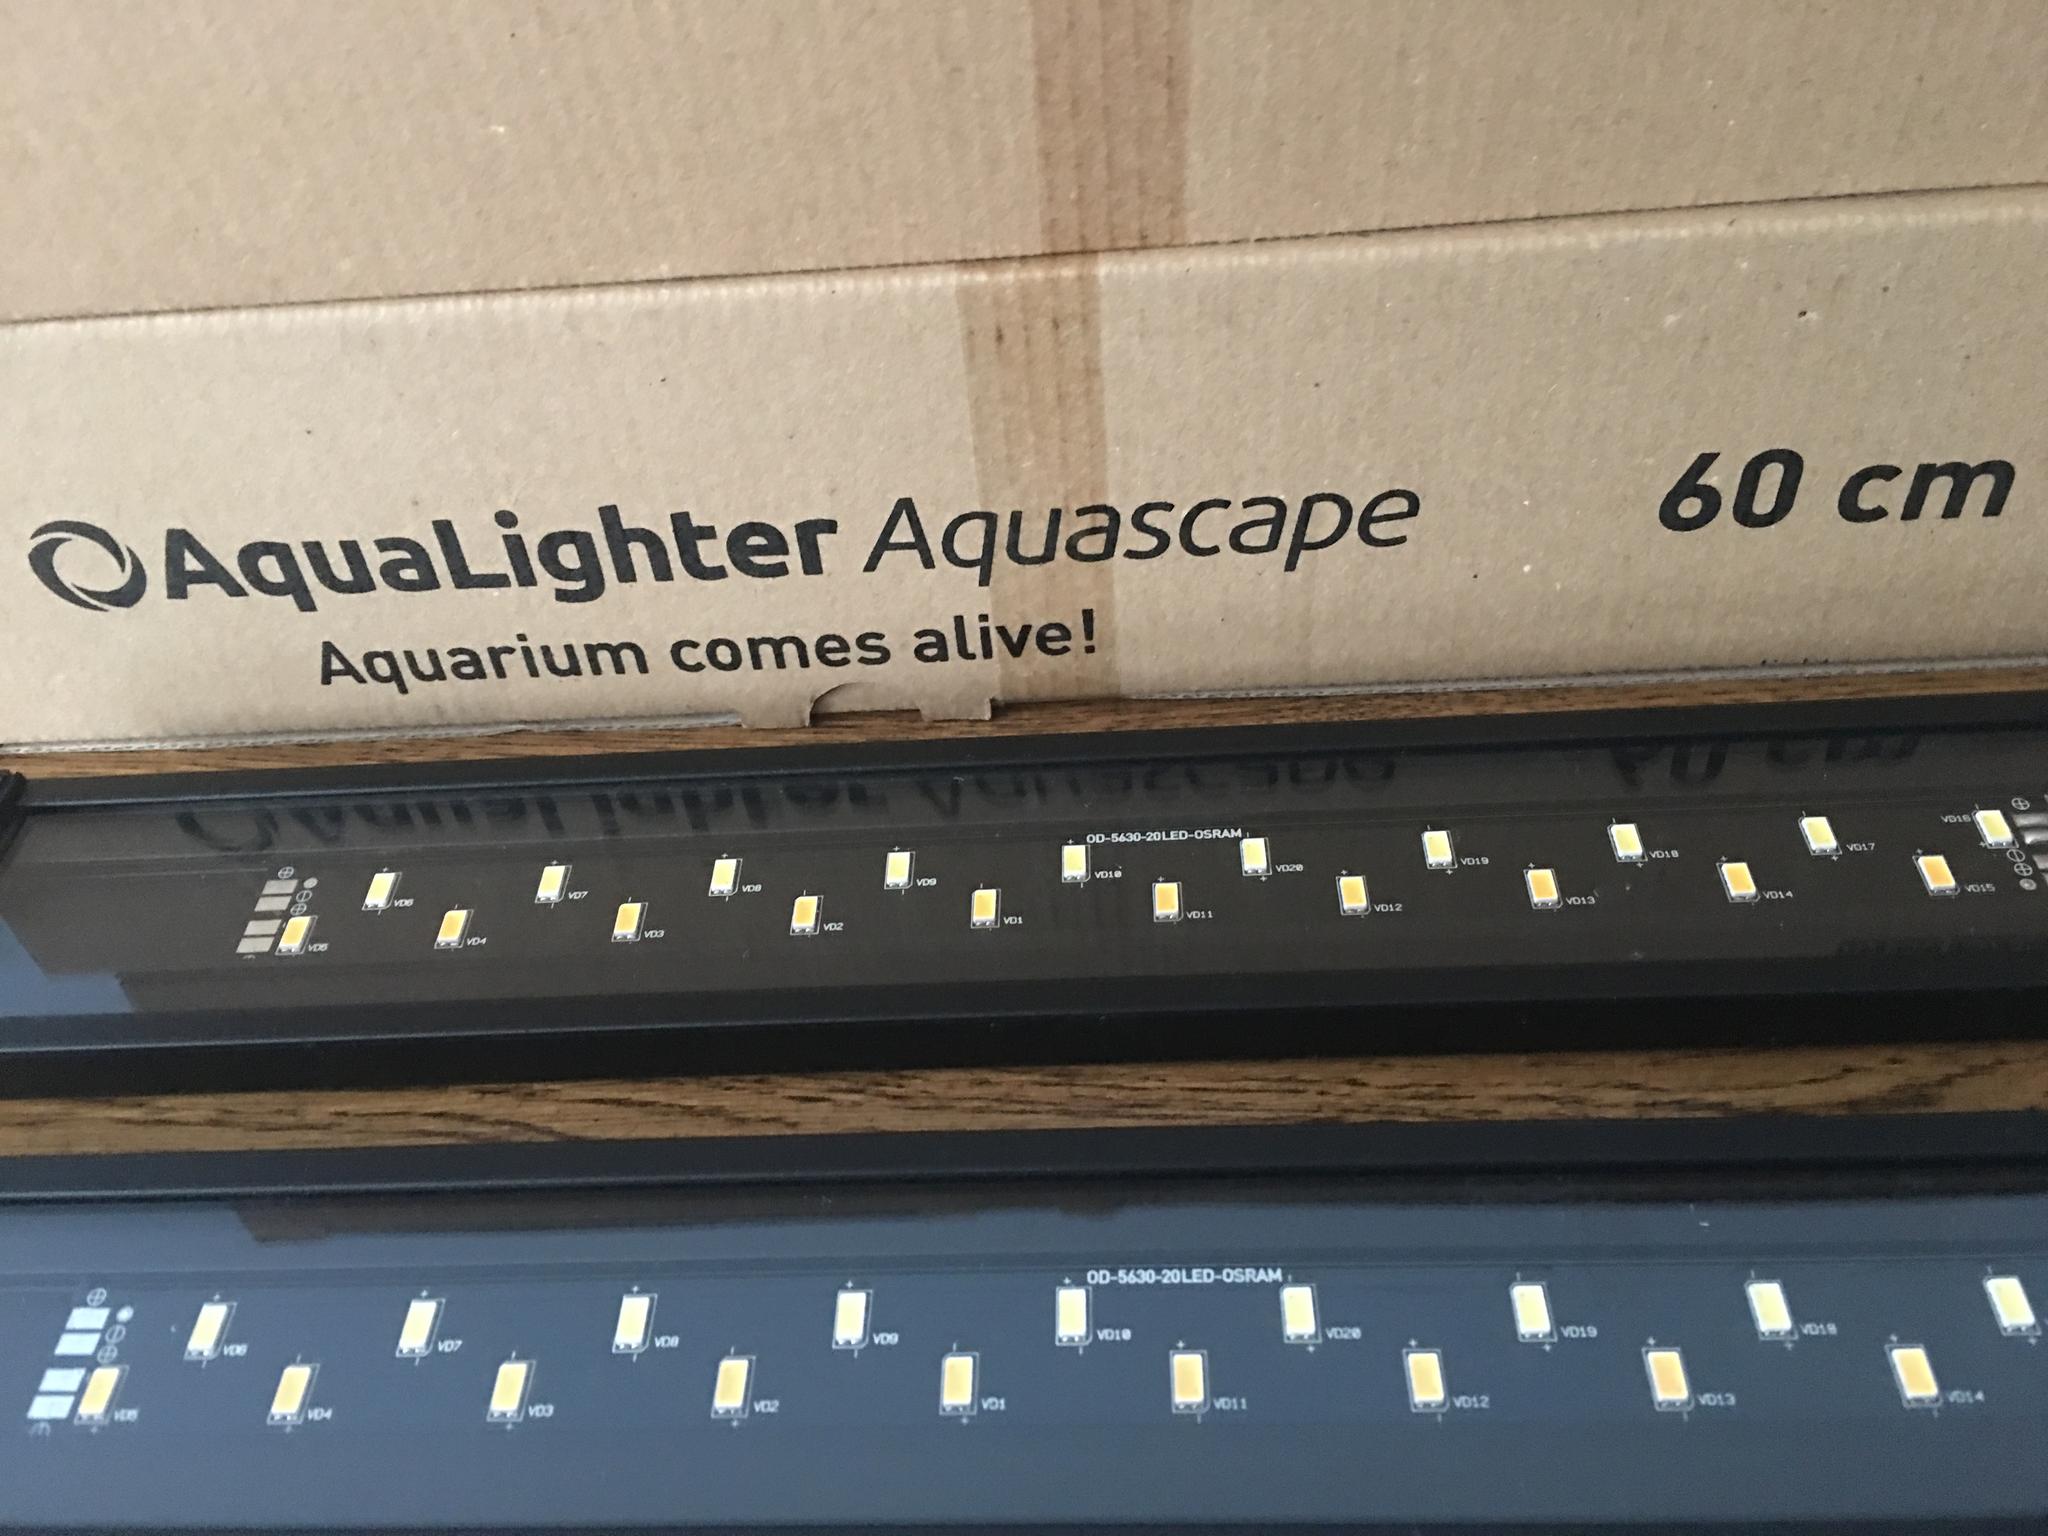 AquaLighter Aquascape 60 cm
Aquarium comes alive!
OD-5630-20LED-OSRAM
VD6 VD7 VD8 VD9 VD10 VD20 VD19 VD18 VD17 VD16
VD5 VD4 VD3 VD2 VD1 VD11 VD12 VD13 VD14 VD15
OD-5630-20LED-OSRAM
VD6 VD7 VD8 VD9 VD10 VD20 VD19 VD18
VD5 VD4 VD3 VD2 VD1 VD11 VD12 VD13 VD14